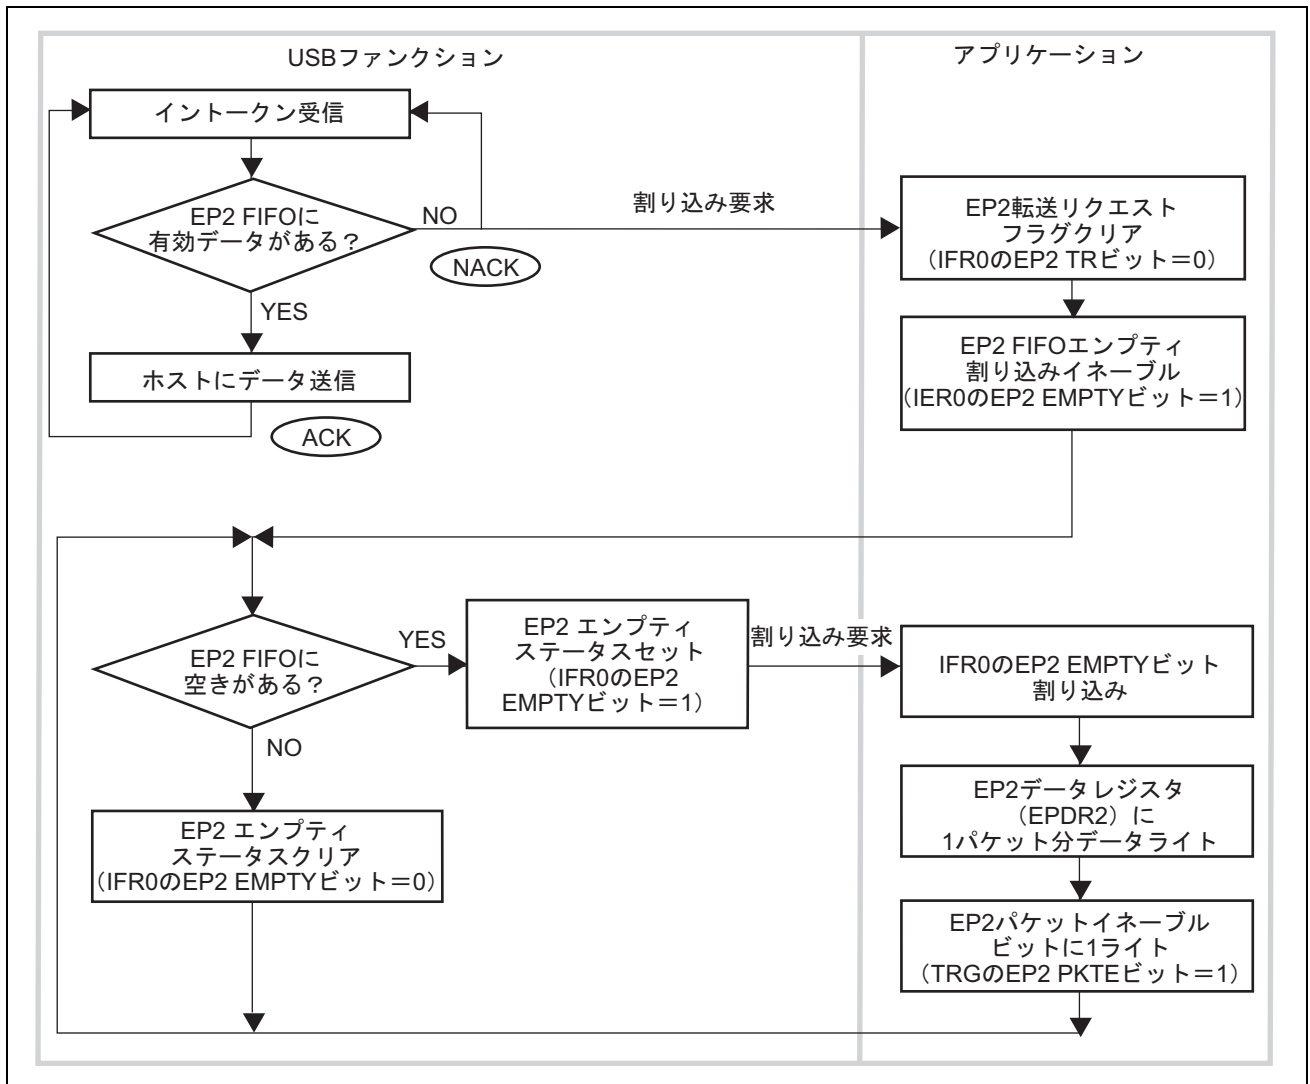 USBファンクション
アプリケーション
イントークン受信
EP2 FIFOに
有効データがある？
NO
NACK
YES
ホストにデータ送信
ACK
割り込み要求
EP2転送リクエスト
フラグクリア
（IFR0のEP2 TRビット＝0）
EP2 FIFOエンプティ
割り込みイネーブル
（IER0のEP2 EMPTYビット＝1）
EP2 FIFOに
空きがある？
YES
NO
EP2 エンプティ
ステータスセット
（IFR0のEP2
EMPTYビット＝1）
割り込み要求
IFR0のEP2 EMPTYビット
割り込み
EP2データレジスタ
（EPDR2）に
1パケット分データライト
EP2 エンプティ
ステータスクリア
（IFR0のEP2 EMPTYビット＝0）
EP2パケットイネーブル
ビットに1ライト
（TRGのEP2 PKTEビット＝1）